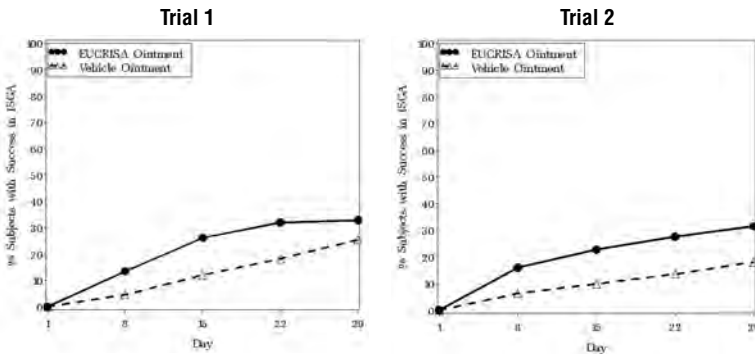 Trial 1
EUCRISA Ointment
Vehicle Ointment
% Subjects with Success in ISGA
100
90
80
70
60
50
40
30
20
10
0
1 8 15 22 29
Day
Trial 2
EUCRISA Ointment
Vehicle Ointment
% Subjects with Success in ISGA
100
90
80
70
60
50
40
30
20
10
0
1 8 15 22 29
Day